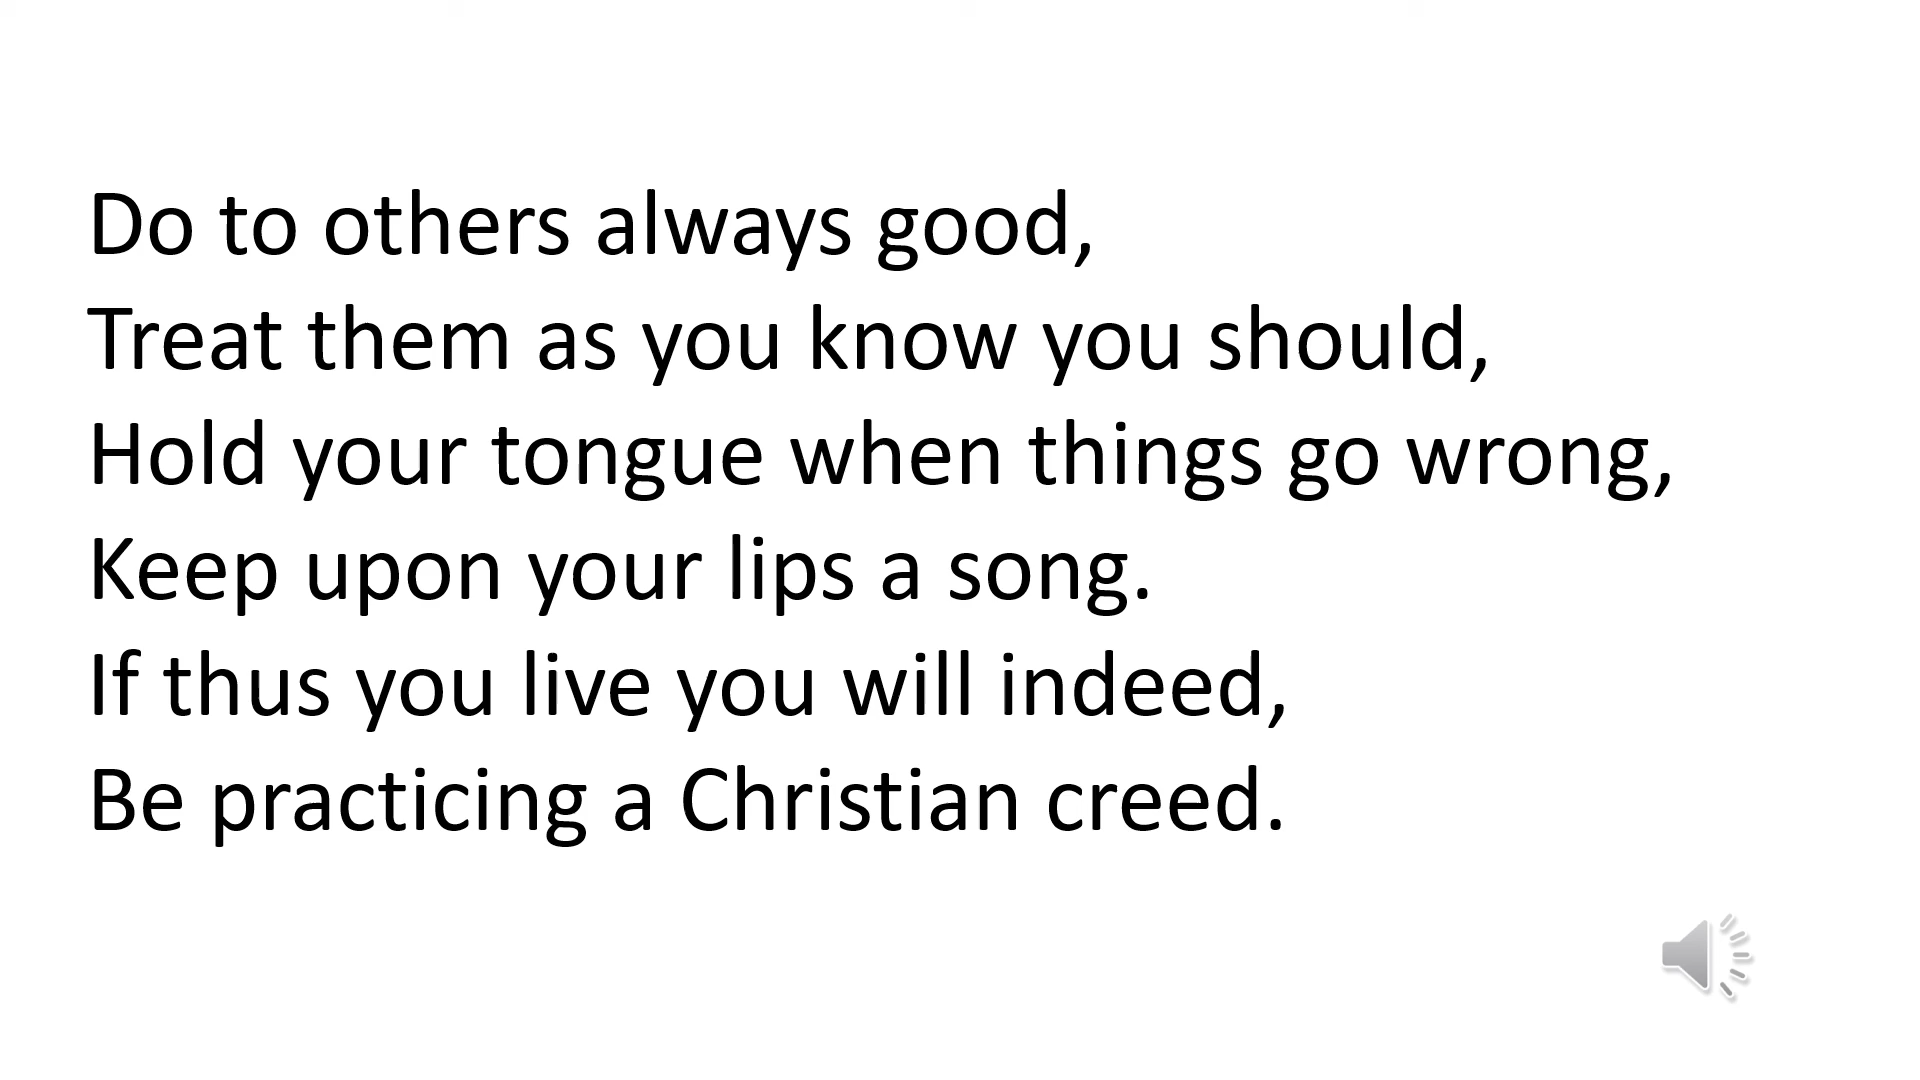 Do to others always good,
Treat them as you know you should,
Hold your tongue when things go wrong,
Keep upon your lips a song.
If thus you live you will indeed,
Be practicing a Christian creed.